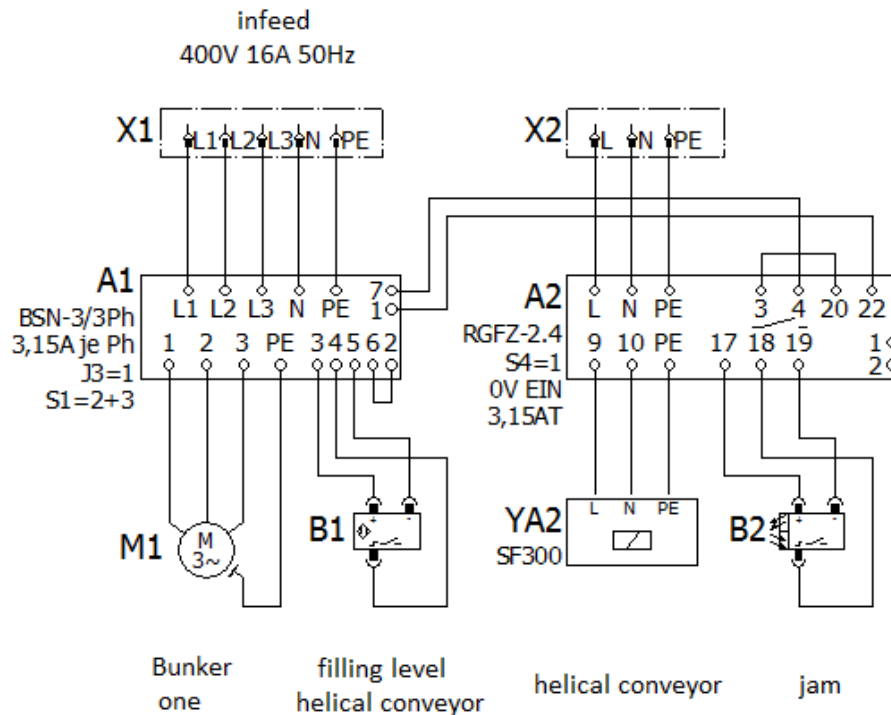 infeed
400V 16A 50Hz
X1 L1 L2 L3 N PE
X2 L N PE
A1
L1 L2 L3 N PE 7
1
BSN-3/3Ph
3,15A je Ph
J3=1
S1=2+3
1 2 3 PE 3 4 5 6 2
A2
L N PE 3 4 20 22
RGFZ-2.4
S4=1
0V EIN
3,15AT
9 10 PE 17 18 19 1
2
M1
M
3~
B1
+ -
YA2
SF300
L N PE
B2
+ -
Bunker
one
filling level
helical conveyor
helical conveyor
jam